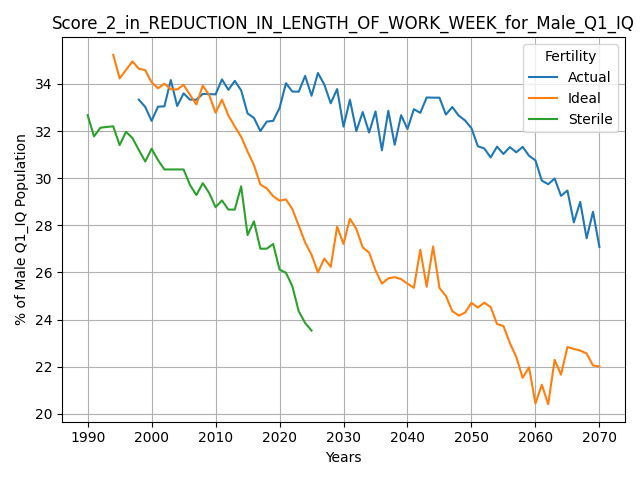 Score_2_in_REDUCTION_IN_LENGTH_OF_WORK_WEEK_for_Male_Q1_IQ
Fertility
Actual
Ideal
Sterile
% of Male Q1_IQ Population
34
32
30
28
26
24
22
20
1990 2000 2010 2020 2030 2040 2050 2060 2070
Years